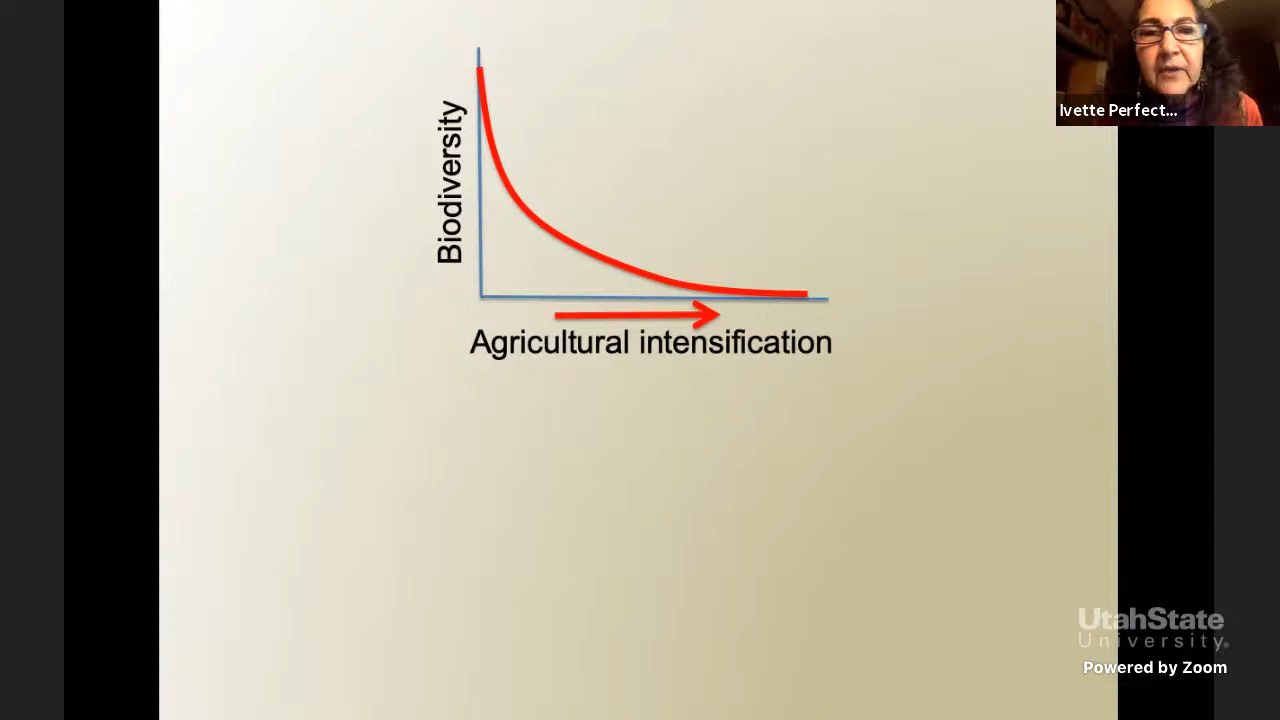 Ivette Perfect...
Biodiversity
Agricultural intensification
UtahState
University®
Powered by Zoom